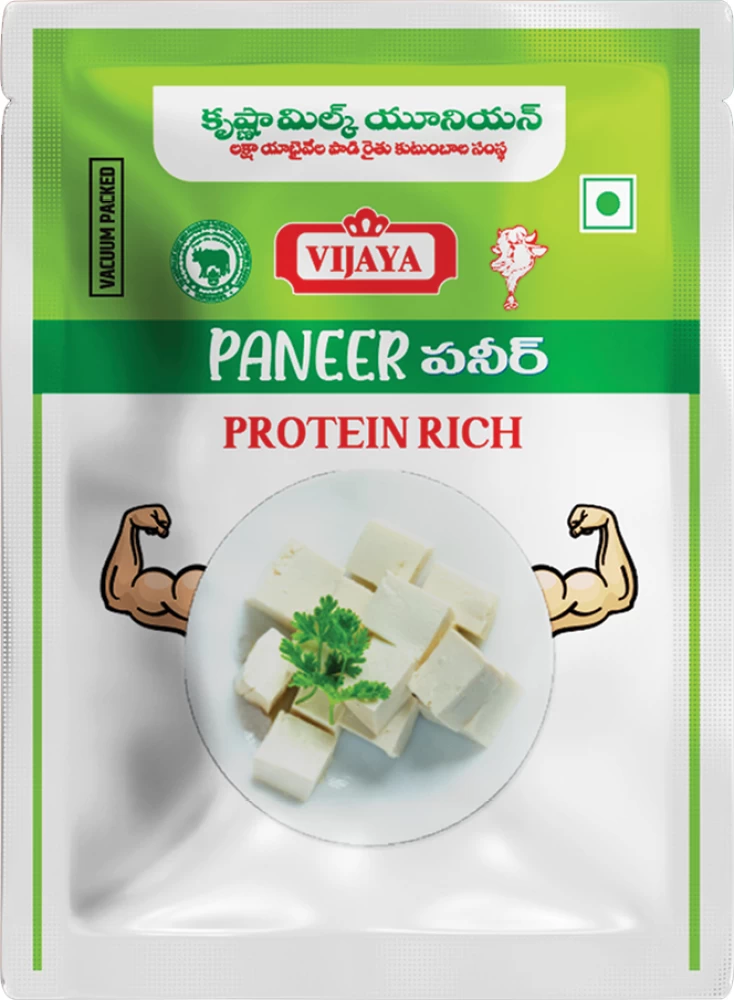 కృష్ణా మిల్క్ యూనియన్
లక్షా యాభైవేల పాడి రైతు కుటుంబాల సంస్థ
VACUUM PACKED
VIJAYA
PANEER పనీర్
PROTEIN RICH